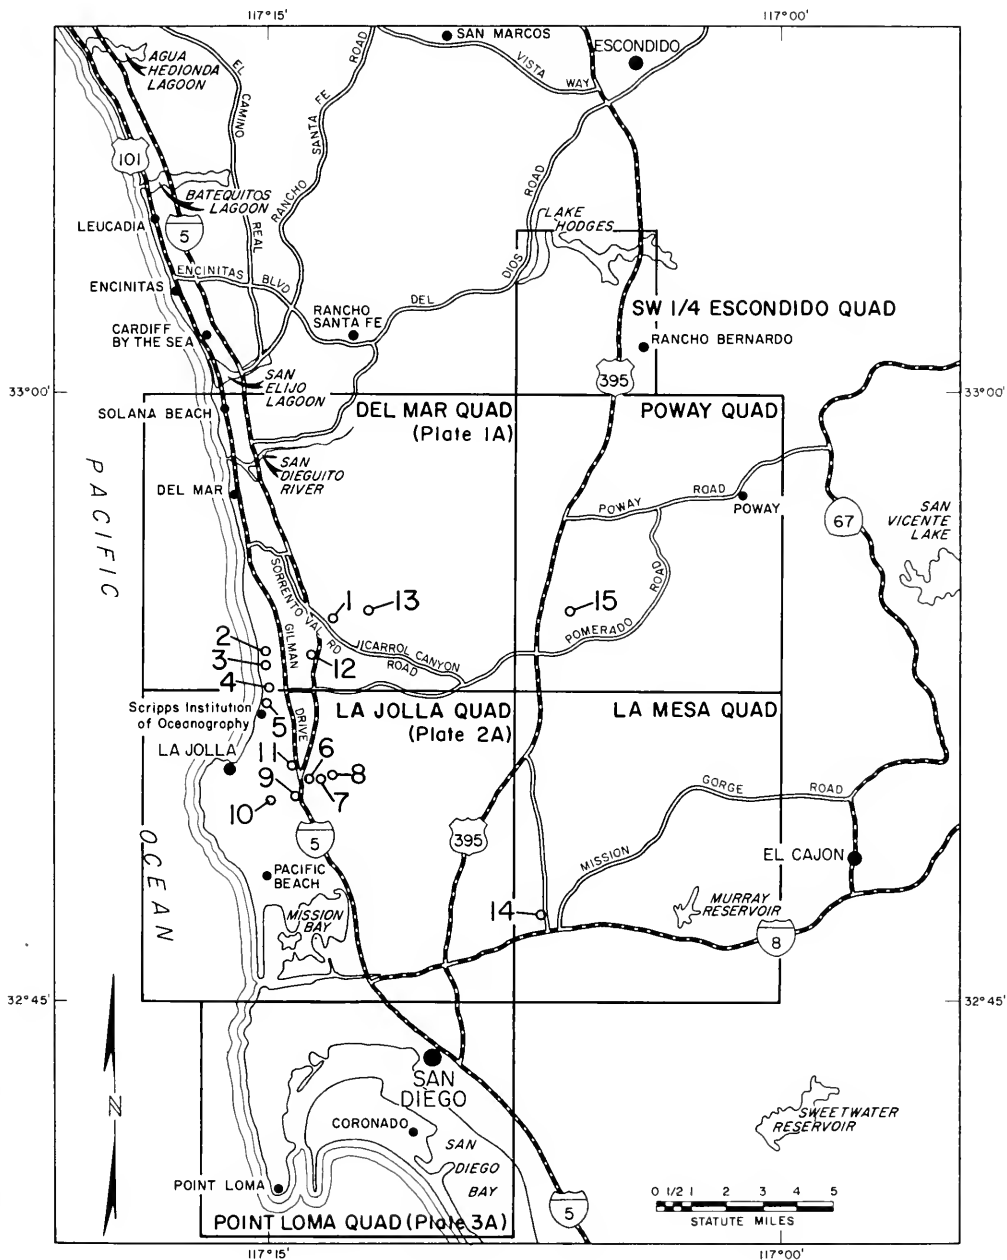 117°15'
117°00'
SAN MARCOS
ESCONDIDO
AGUA
HEDIONDA
LAGOON
EL
CAMINO
REAL
RANCHO
SANTA FE
ROAD
VISTA
WAY
101
BATEQUITOS
LAGOON
LEUCADIA
5
LAKE
HODGES
ENCINITAS
BLVD
DEL
DIOS
ROAD
ENCINITAS
RANCHO
SANTA FE
SW 1/4 ESCONDIDO QUAD
RANCHO BERNARDO
CARDIFF
BY THE SEA
395
SAN
ELIJO
LAGOON
33°00'
33°00'
SOLANA BEACH
DEL MAR QUAD
(Plate 1A)
POWAY QUAD
SAN
DIEGUITO
RIVER
PACIFIC
DEL MAR
POWAY
ROAD
POWAY
67
SAN
VICENTE
LAKE
SORRENTO VAL RD
GILMAN
DRIVE
1
13
15
POMERADO
ROAD
JICARROL CANYON
ROAD
2
3
12
4
5
Scripps Institution
of Oceanography
LA JOLLA QUAD
(Plate 2A)
LA MESA QUAD
LA JOLLA
11
6
8
9
7
10
GORGE
ROAD
MISSION
OCEAN
5
395
EL CAJON
PACIFIC
BEACH
MISSION
BAY
14
MURRAY
RESERVOIR
8
32°45'
32°45'
SAN
DIEGO
N
CORONADO
SAN
DIEGO
BAY
SWEETWATER
RESERVOIR
POINT LOMA
0 1/2 1 2 3 4 5
STATUTE MILES
5
POINT LOMA QUAD (Plate 3A)
117°15'
117°00'